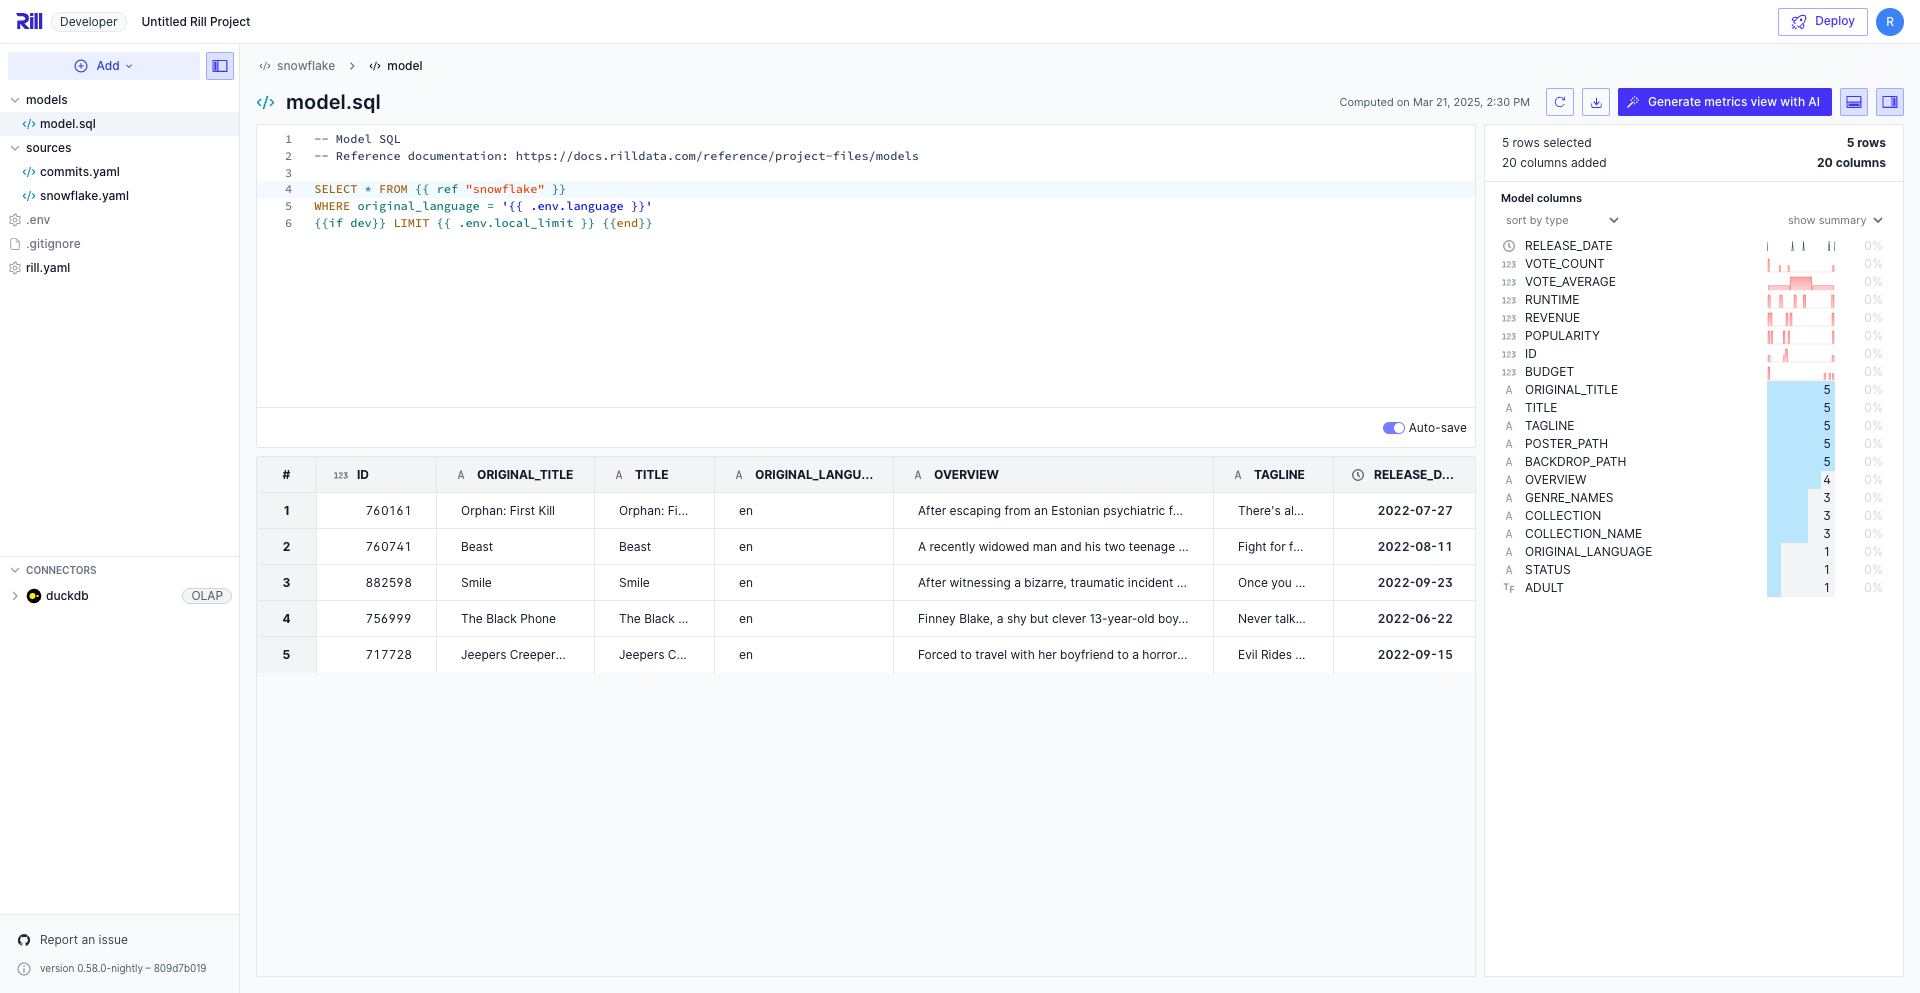 Rill Developer Untitled Rill Project Deploy R
Add
models
model.sql
sources
commits.yaml
snowflake.yaml
.env
.gitignore
rill.yaml
CONNECTORS
duckdb OLAP
Report an issue
version 0.58.0-nightly – 809d7b019
snowflake > model
model.sql
Computed on Mar 21, 2025, 2:30 PM
Generate metrics view with AI
1 -- Model SQL
2 -- Reference documentation: https://docs.rilldata.com/reference/project-files/models
3
4 SELECT * FROM {{ ref "snowflake" }}
5 WHERE original_language = '{{ .env.language }}'
6 {{if dev}} LIMIT {{ .env.local_limit }} {{end}}
Auto-save
# 123 ID A ORIGINAL_TITLE A TITLE A ORIGINAL_LANGU... A OVERVIEW A TAGLINE RELEASE_D...
1 760161 Orphan: First Kill Orphan: Fi... en After escaping from an Estonian psychiatric f... There's al... 2022-07-27
2 760741 Beast Beast en A recently widowed man and his two teenage ... Fight for f... 2022-08-11
3 882598 Smile Smile en After witnessing a bizarre, traumatic incident ... Once you ... 2022-09-23
4 756999 The Black Phone The Black ... en Finney Blake, a shy but clever 13-year-old boy... Never talk... 2022-06-22
5 717728 Jeepers Creeper... Jeepers C... en Forced to travel with her boyfriend to a horror... Evil Rides ... 2022-09-15
5 rows selected 5 rows
20 columns added 20 columns
Model columns
sort by type show summary
RELEASE_DATE 0%
123 VOTE_COUNT 0%
123 VOTE_AVERAGE 0%
123 RUNTIME 0%
123 REVENUE 0%
123 POPULARITY 0%
123 ID 0%
123 BUDGET 0%
A ORIGINAL_TITLE 5 0%
A TITLE 5 0%
A TAGLINE 5 0%
A POSTER_PATH 5 0%
A BACKDROP_PATH 5 0%
A OVERVIEW 4 0%
A GENRE_NAMES 3 0%
A COLLECTION 3 0%
A COLLECTION_NAME 3 0%
A ORIGINAL_LANGUAGE 1 0%
A STATUS 1 0%
TF ADULT 1 0%